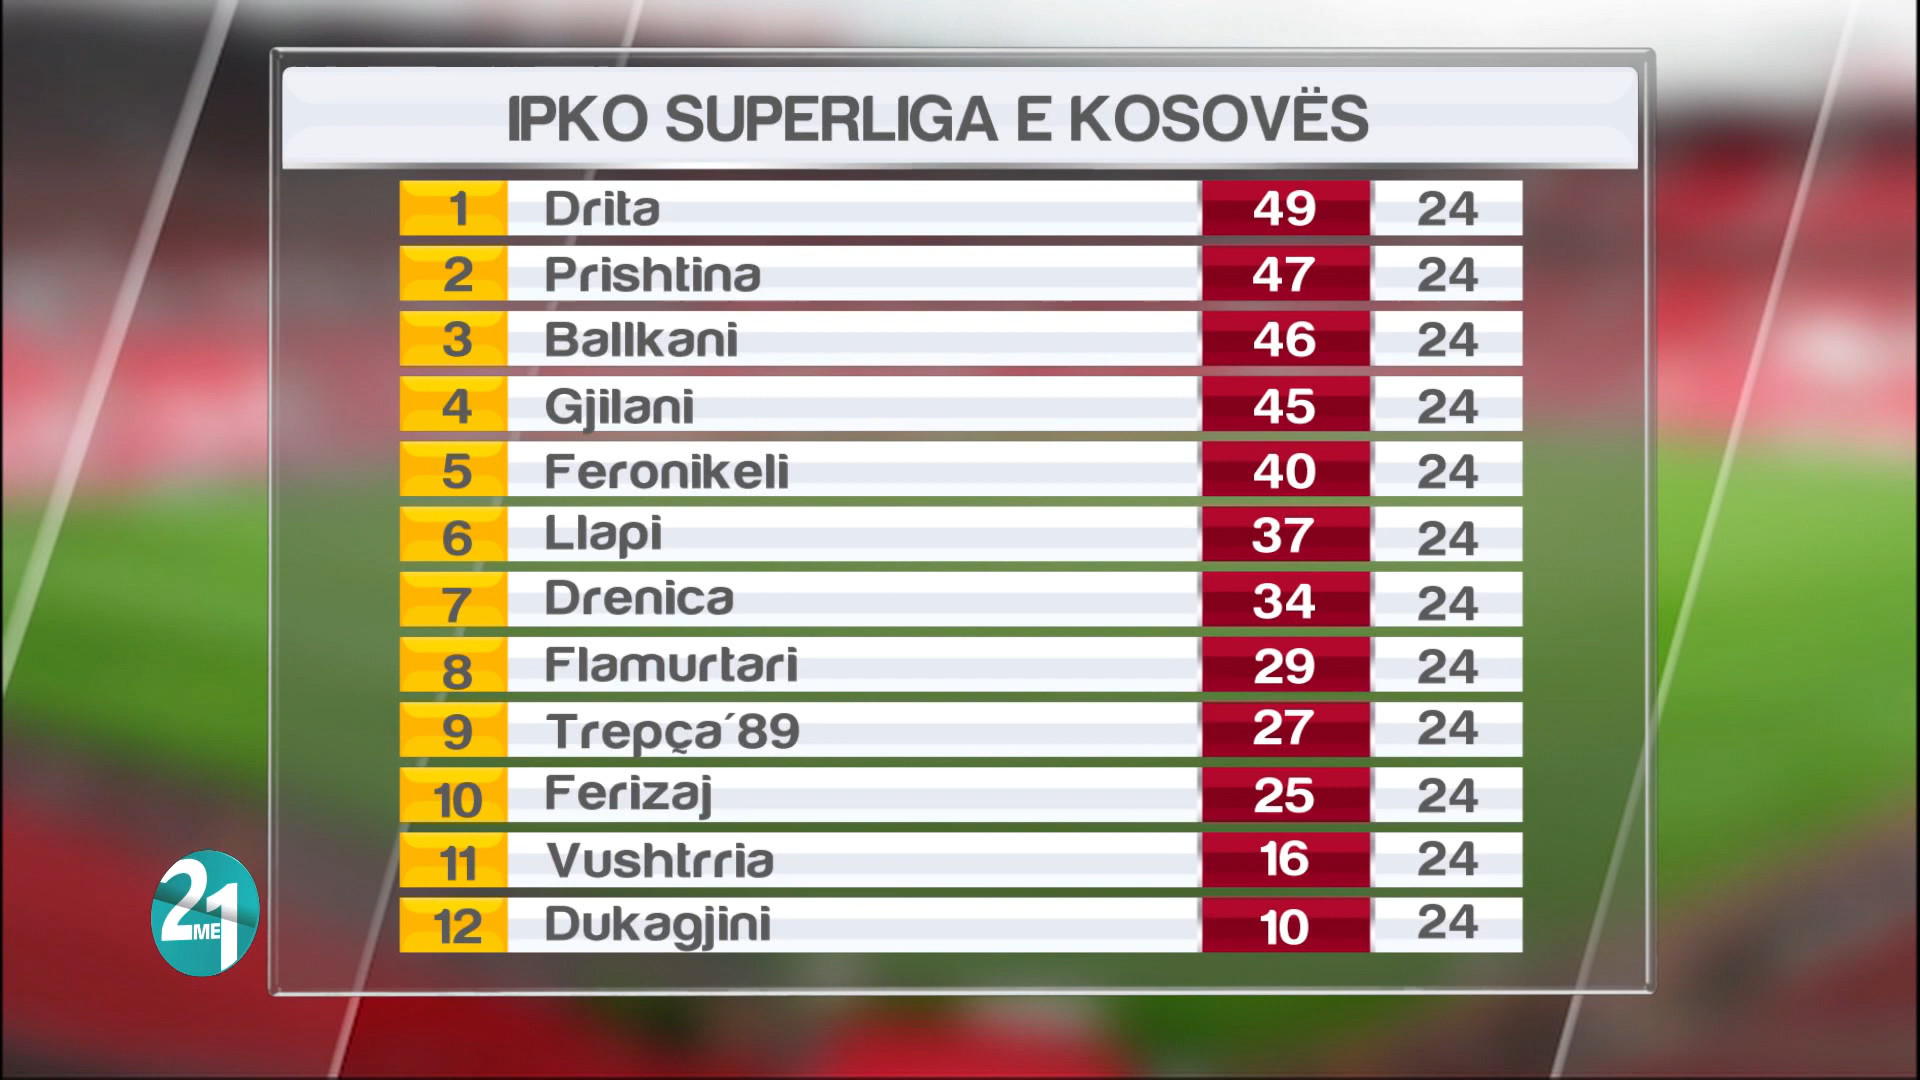 IPKO SUPERLIGA E KOSOVËS
1 Drita 49 24
2 Prishtina 47 24
3 Ballkani 46 24
4 Gjilani 45 24
5 Feronikeli 40 24
6 Llapi 37 24
7 Drenica 34 24
8 Flamurtari 29 24
9 Trepça´89 27 24
10 Ferizaj 25 24
11 Vushtrria 16 24
12 Dukagjini 10 24
21 ME